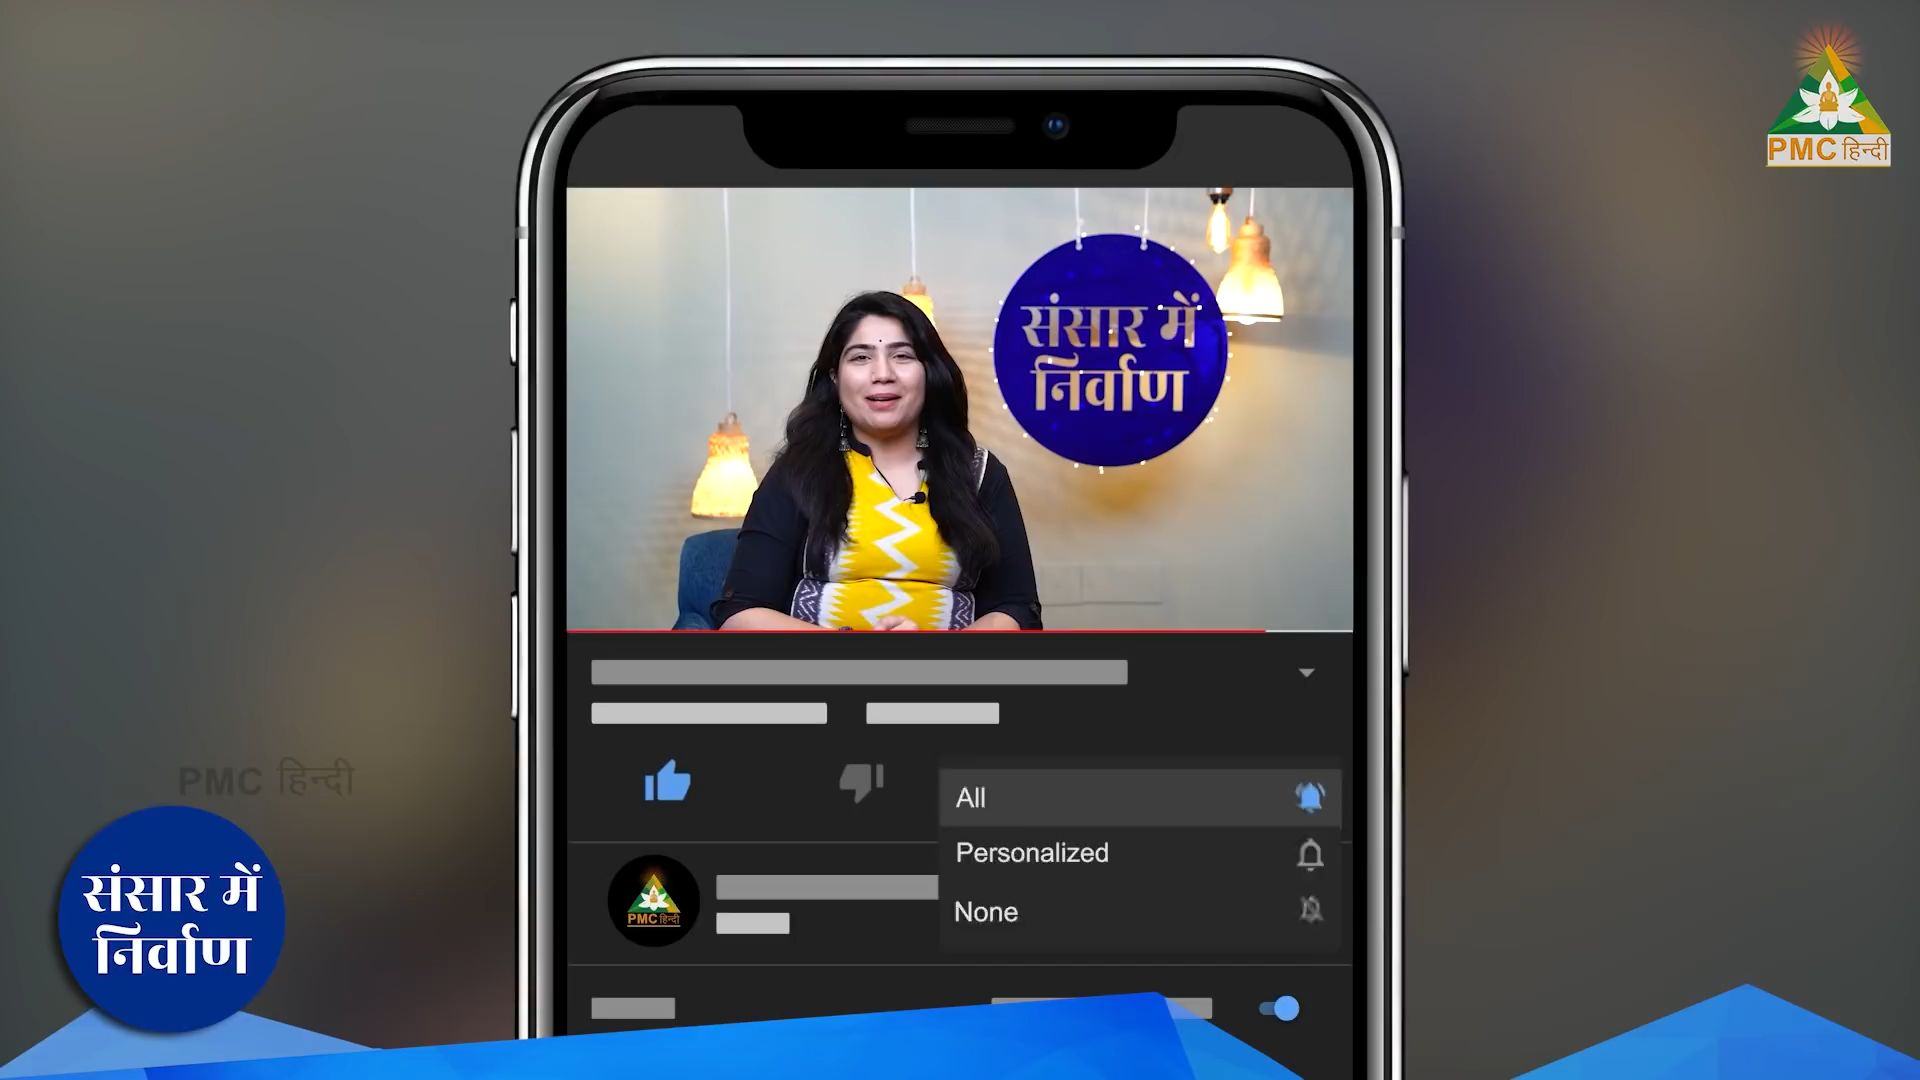 PMC हिन्दी
संसार में
निर्वाण
All
Personalized
None
PMC हिन्दी
PMC हिन्दी
संसार में
निर्वाण